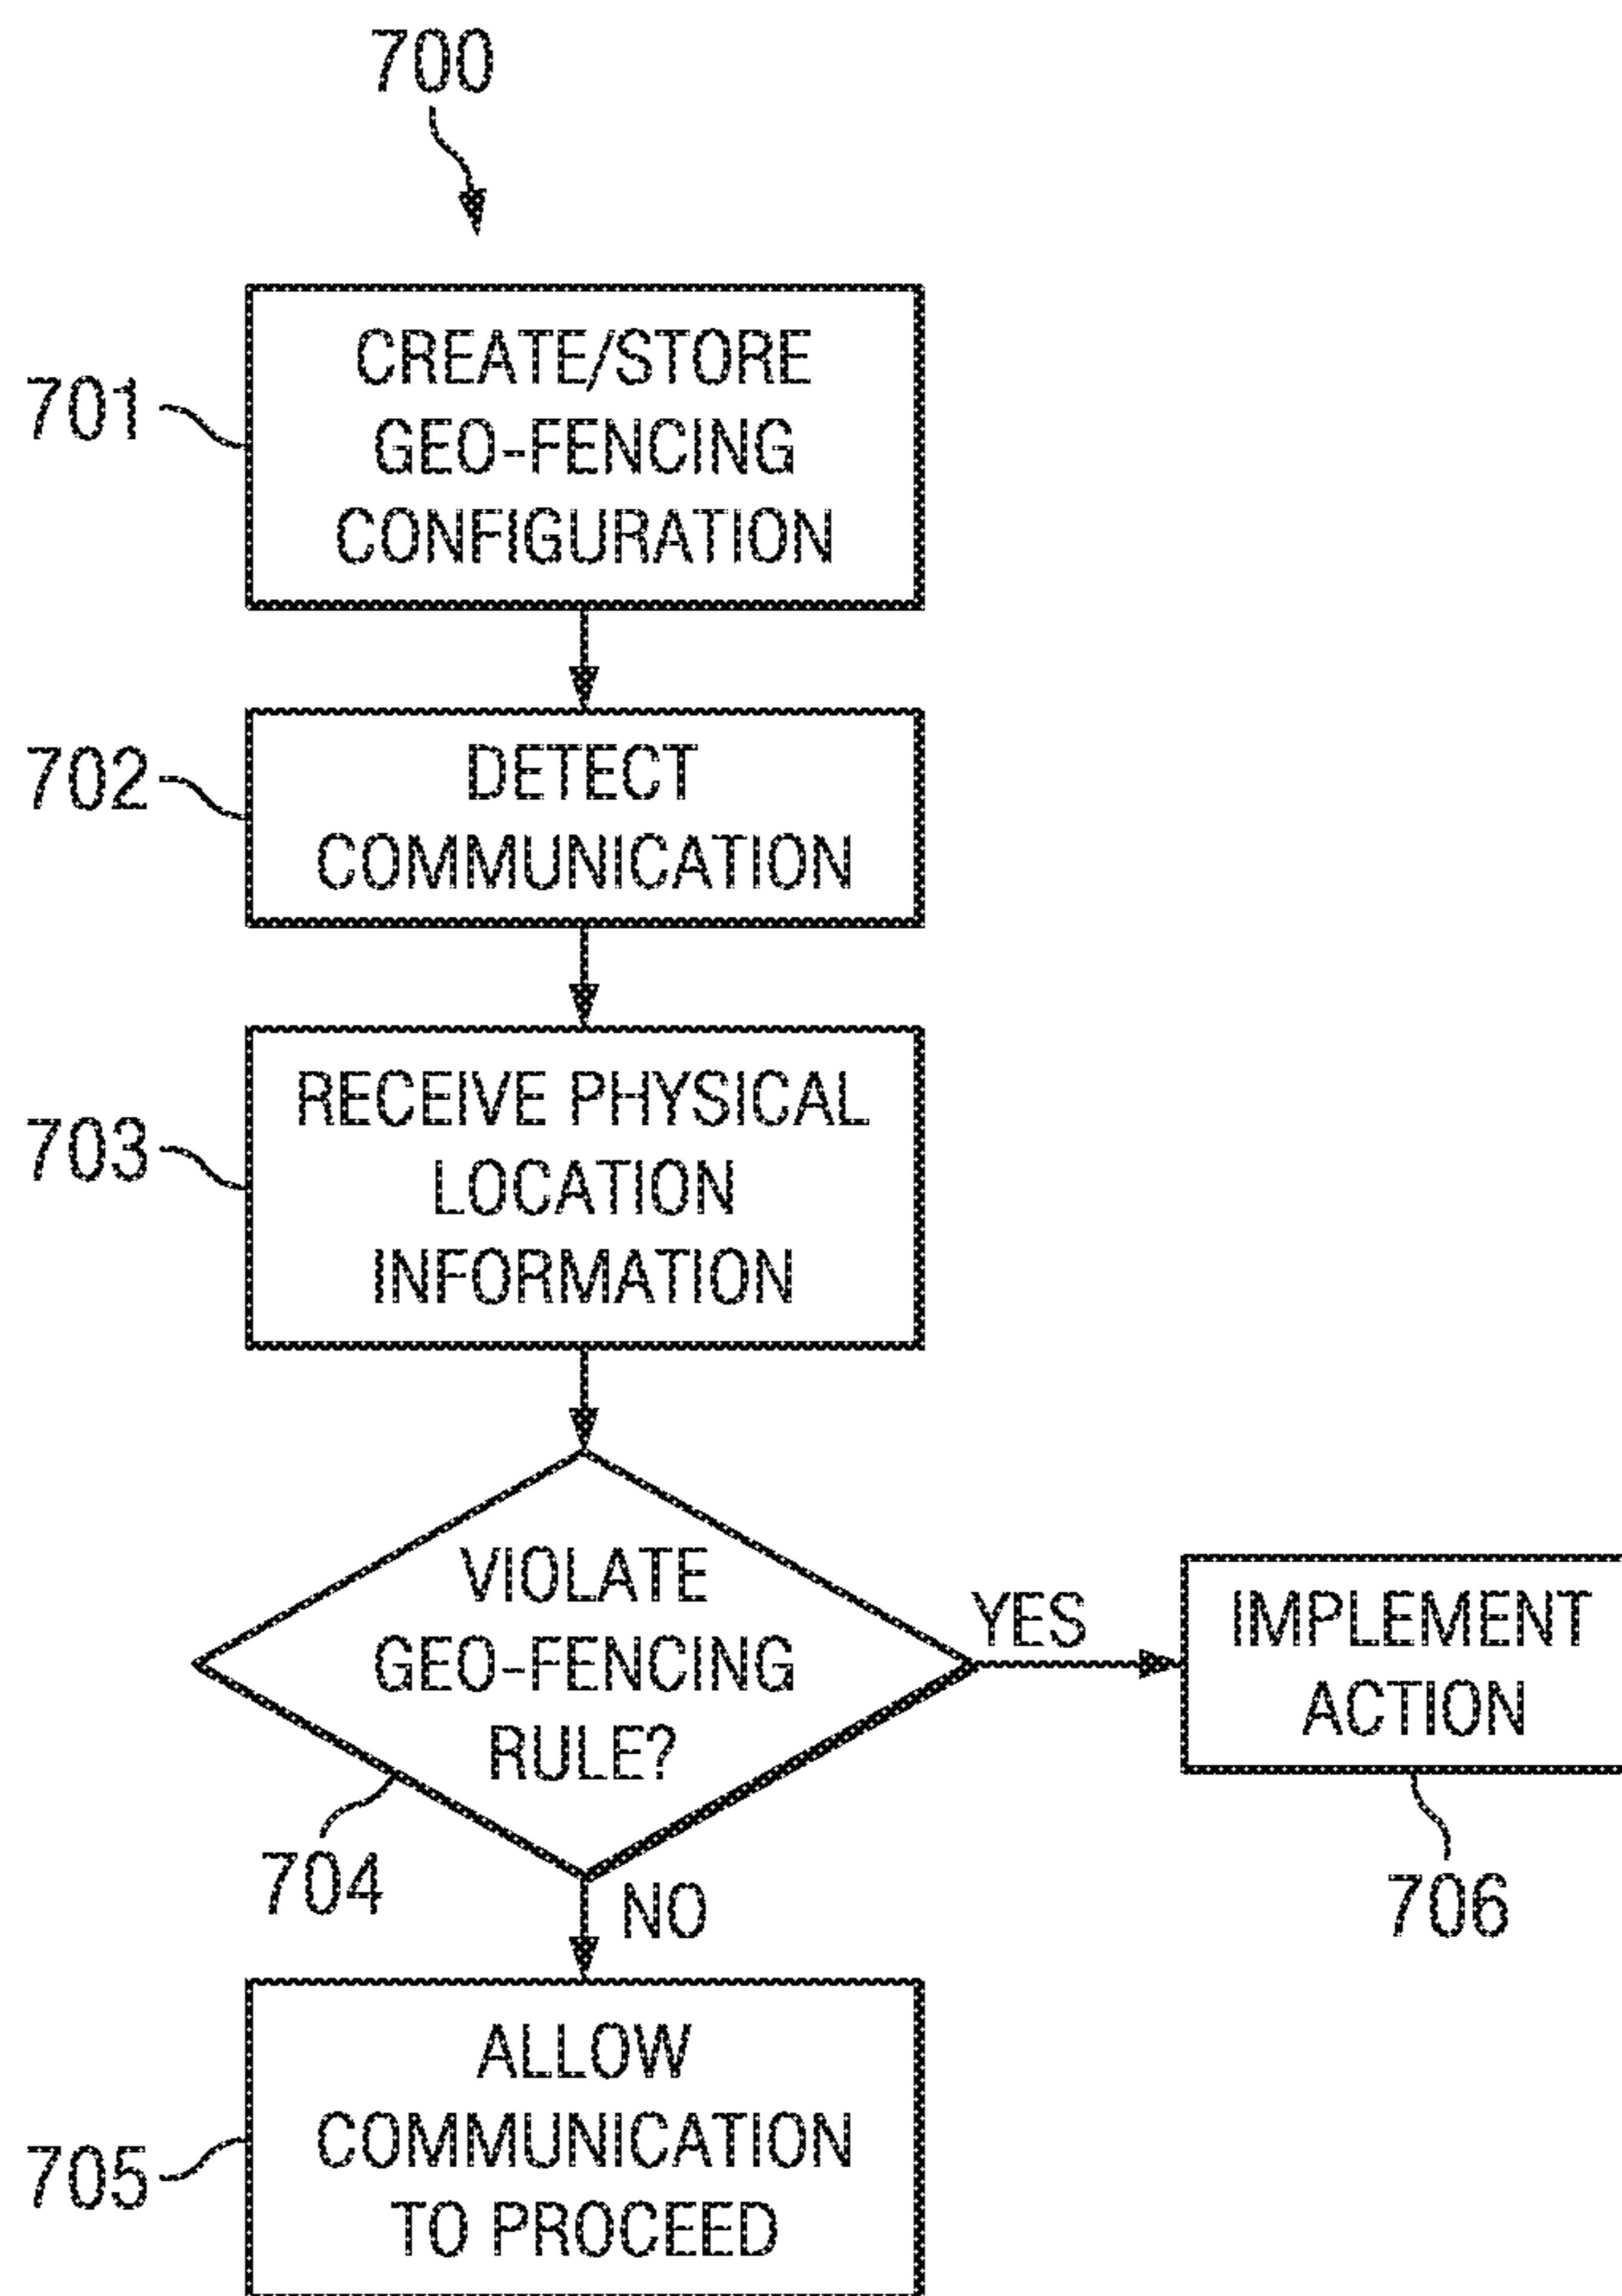 700
701
CREATE/STORE
GEO-FENCING
CONFIGURATION
702
DETECT
COMMUNICATION
703
RECEIVE PHYSICAL
LOCATION
INFORMATION
704
VIOLATE
GEO-FENCING
RULE?
YES
IMPLEMENT
ACTION
706
NO
705
ALLOW
COMMUNICATION
TO PROCEED